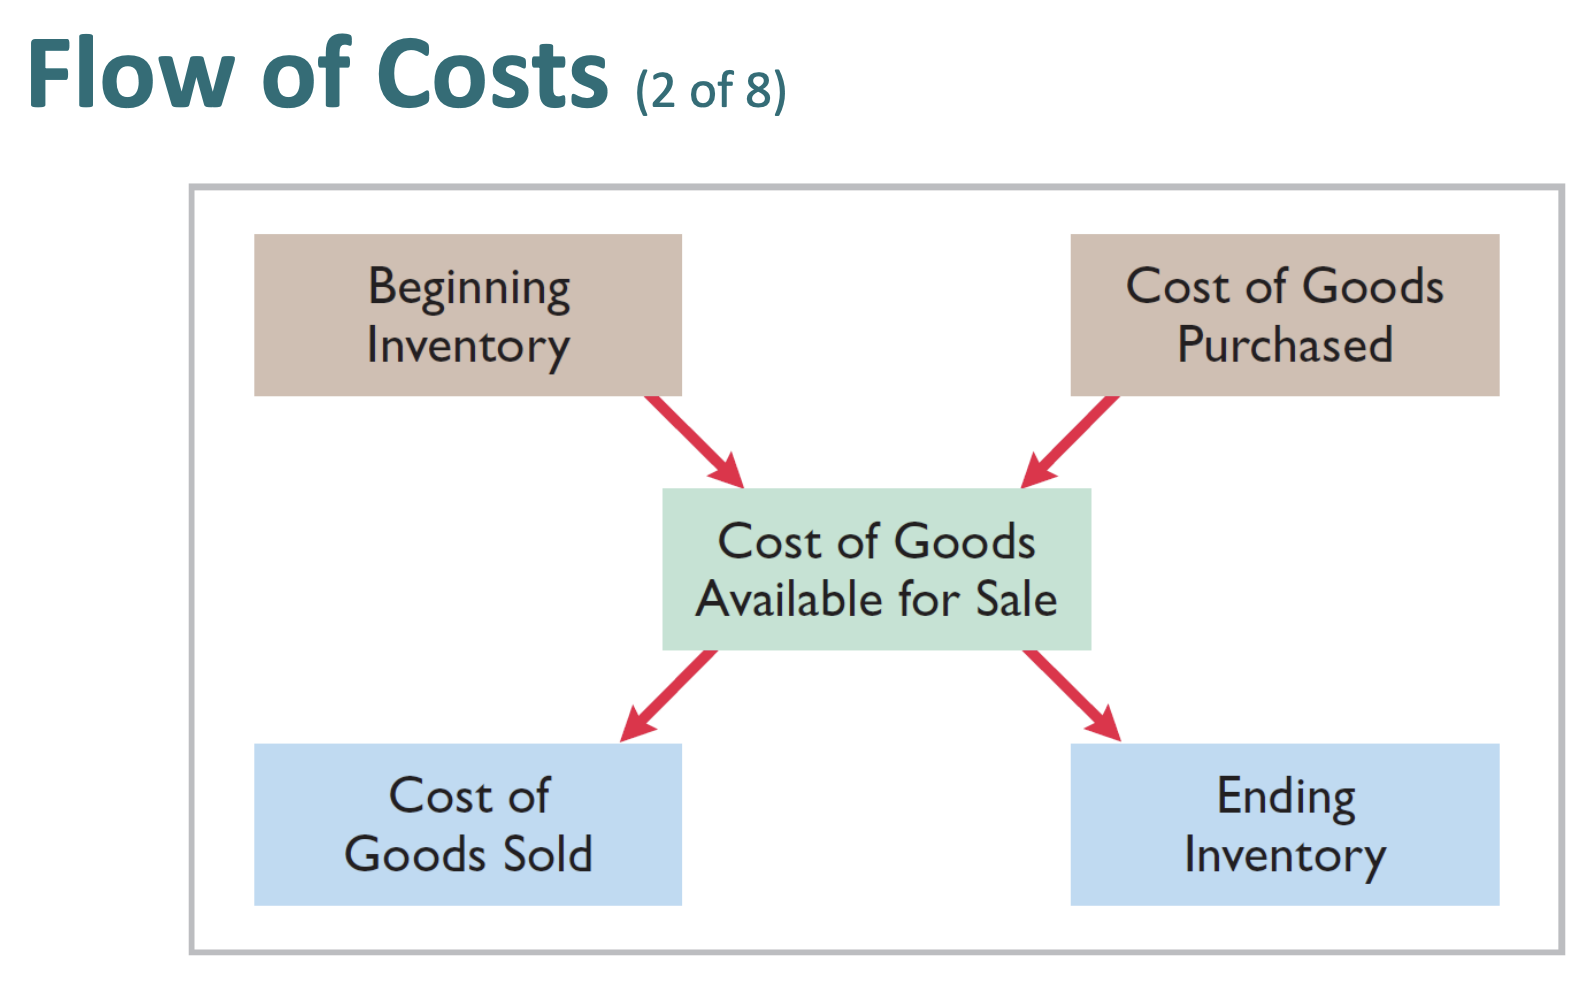 Flow of Costs (2 of 8)
Beginning
Inventory
Cost of Goods
Purchased
Cost of Goods
Available for Sale
Cost of
Goods Sold
Ending
Inventory